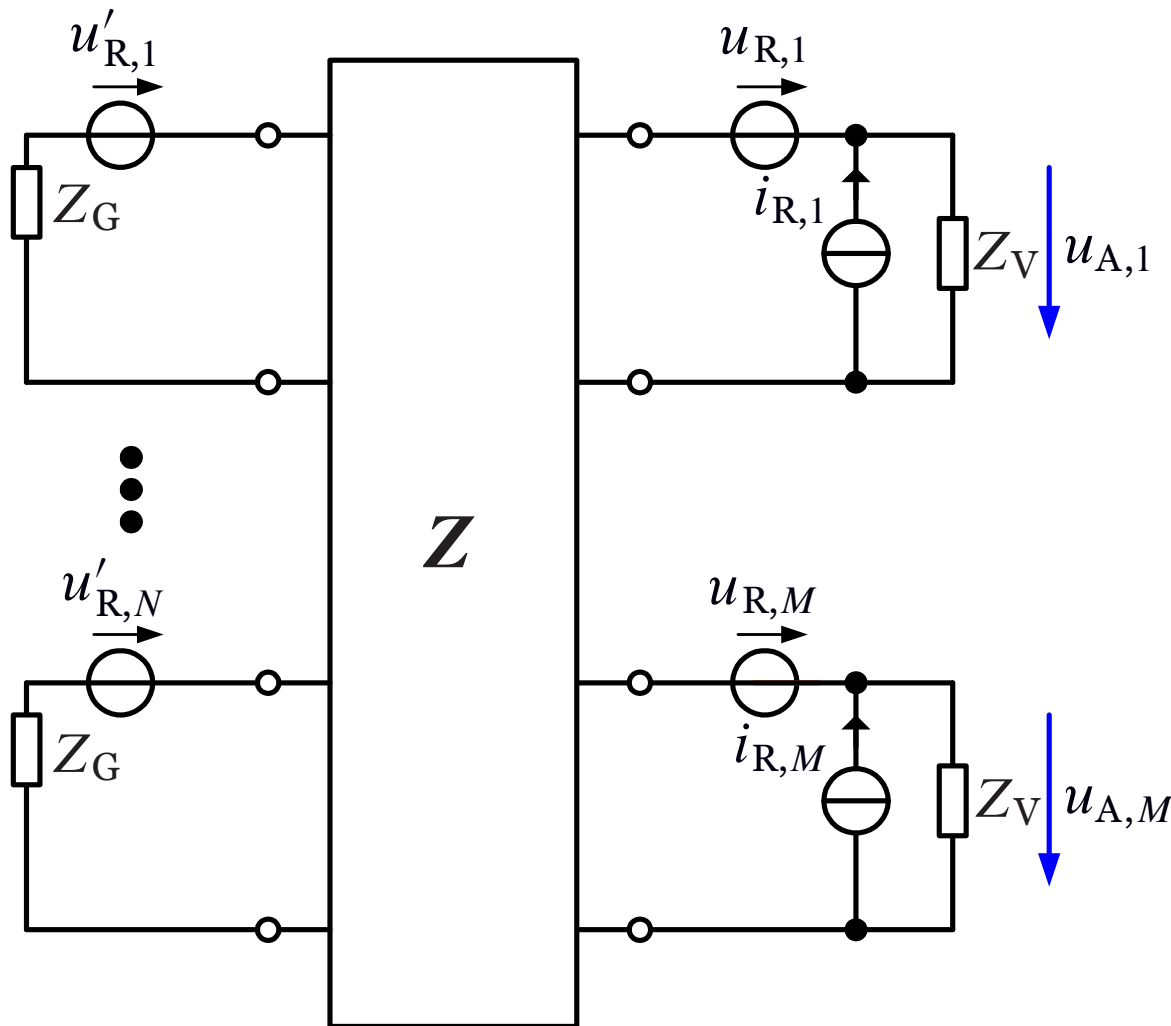 u′R,1
uR,1
ZG
iR,1
ZV
uA,1
Z
u′R,N
uR,M
ZG
iR,M
ZV
uA,M